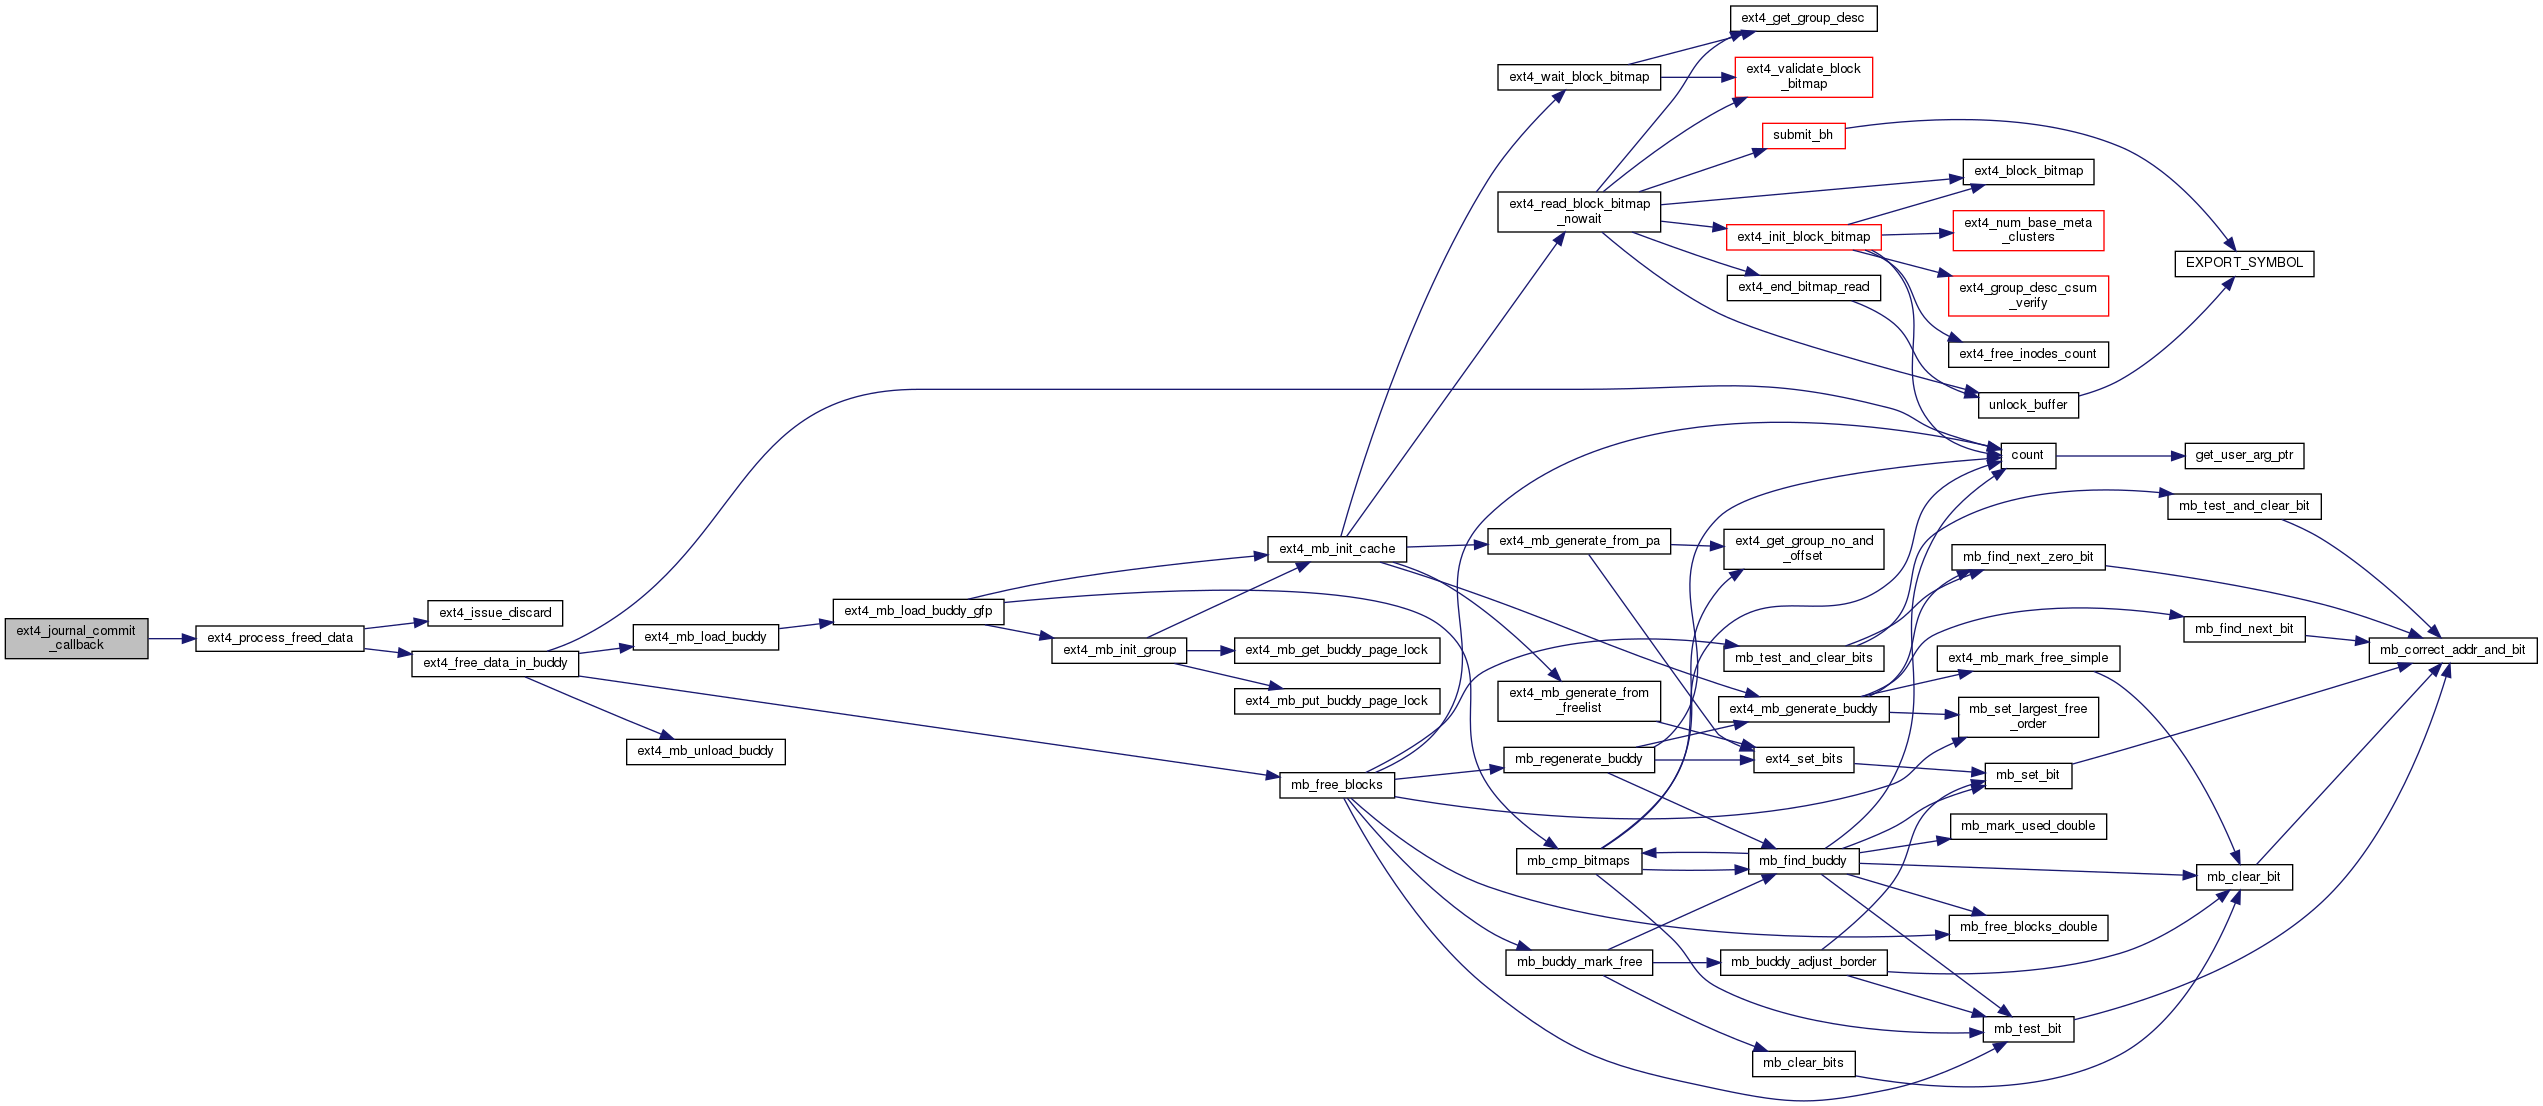 ext4_journal_commit
_callback
ext4_process_freed_data
ext4_issue_discard
ext4_free_data_in_buddy
ext4_mb_load_buddy
ext4_mb_unload_buddy
ext4_mb_load_buddy_gfp
ext4_mb_init_group
ext4_mb_get_buddy_page_lock
ext4_mb_put_buddy_page_lock
ext4_mb_init_cache
mb_free_blocks
ext4_wait_block_bitmap
ext4_read_block_bitmap
_nowait
ext4_mb_generate_from_pa
ext4_mb_generate_from
_freelist
mb_regenerate_buddy
mb_cmp_bitmaps
mb_buddy_mark_free
ext4_get_group_desc
ext4_validate_block
_bitmap
submit_bh
ext4_init_block_bitmap
ext4_end_bitmap_read
ext4_get_group_no_and
_offset
mb_test_and_clear_bits
ext4_mb_generate_buddy
ext4_set_bits
mb_find_buddy
mb_buddy_adjust_border
mb_clear_bits
ext4_block_bitmap
ext4_num_base_meta
_clusters
ext4_group_desc_csum
_verify
ext4_free_inodes_count
unlock_buffer
count
mb_find_next_zero_bit
ext4_mb_mark_free_simple
mb_set_largest_free
_order
mb_set_bit
mb_mark_used_double
mb_free_blocks_double
mb_test_bit
EXPORT_SYMBOL
get_user_arg_ptr
mb_test_and_clear_bit
mb_find_next_bit
mb_clear_bit
mb_correct_addr_and_bit